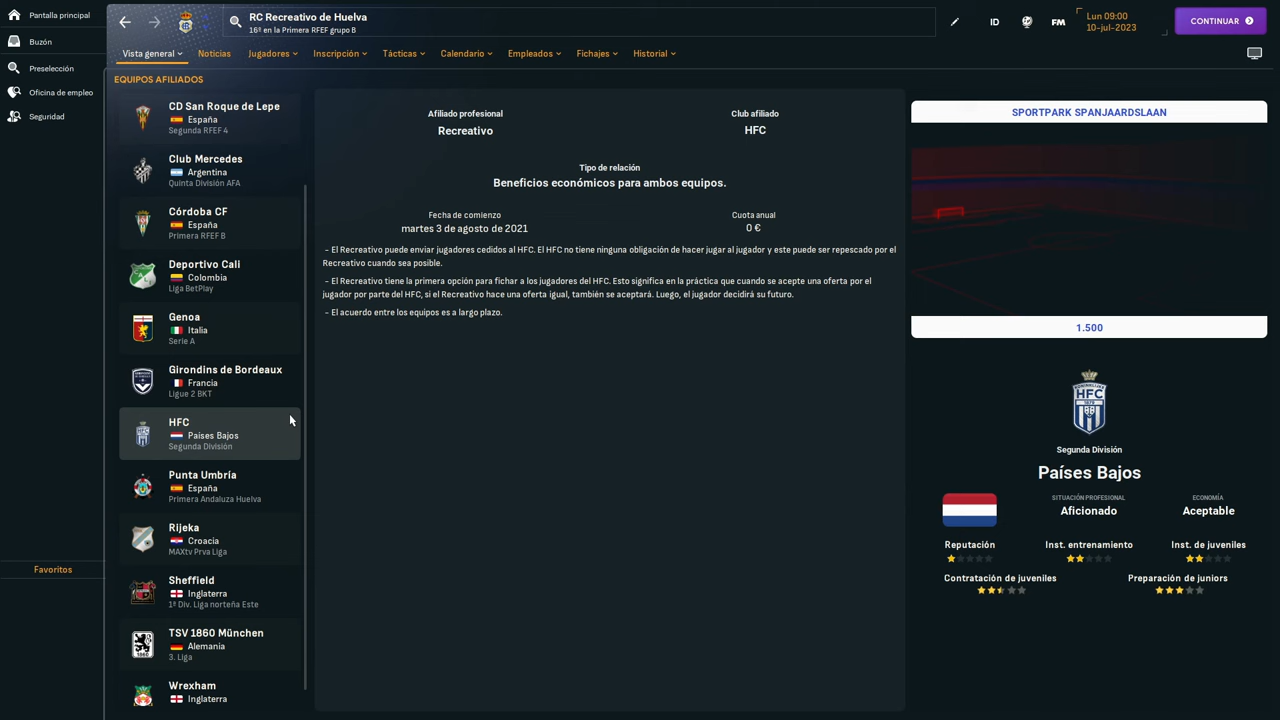 Pantalla principal
Buzón
Preselección
Oficina de empleo
Seguridad
Favoritos
RC Recreativo de Huelva
16º en la Primera RFEF grupo B
ID
FM
Lun 09:00
10-jul-2023
CONTINUAR
Vista general
Noticias
Jugadores
Inscripción
Tácticas
Calendario
Empleados
Fichajes
Historial
EQUIPOS AFILIADOS
CD San Roque de Lepe
España
Segunda RFEF 4
Club Mercedes
Argentina
Quinta División AFA
Córdoba CF
España
Primera RFEF B
Deportivo Cali
Colombia
Liga BetPlay
Genoa
Italia
Serie A
Girondins de Bordeaux
Francia
Ligue 2 BKT
HFC
Países Bajos
Segunda División
Punta Umbría
España
Primera Andaluza Huelva
Rijeka
Croacia
MAXtv Prva Liga
Sheffield
Inglaterra
1ª Div. Liga norteña Este
TSV 1860 München
Alemania
3. Liga
Wrexham
Inglaterra
Afiliado profesional
Recreativo
Club afiliado
HFC
Tipo de relación
Beneficios económicos para ambos equipos.
Fecha de comienzo
martes 3 de agosto de 2021
Cuota anual
0 €
- El Recreativo puede enviar jugadores cedidos al HFC. El HFC no tiene ninguna obligación de hacer jugar al jugador y este puede ser repescado por el
Recreativo cuando sea posible.
- El Recreativo tiene la primera opción para fichar a los jugadores del HFC. Esto significa en la práctica que cuando se acepte una oferta por el
jugador por parte del HFC, si el Recreativo hace una oferta igual, también se aceptará. Luego, el jugador decidirá su futuro.
- El acuerdo entre los equipos es a largo plazo.
SPORTPARK SPANJAARDSLAAN
1.500
HFC
Segunda División
Países Bajos
SITUACIÓN PROFESIONAL
Aficionado
ECONOMÍA
Aceptable
Reputación
Inst. entrenamiento
Inst. de juveniles
Contratación de juveniles
Preparación de juniors